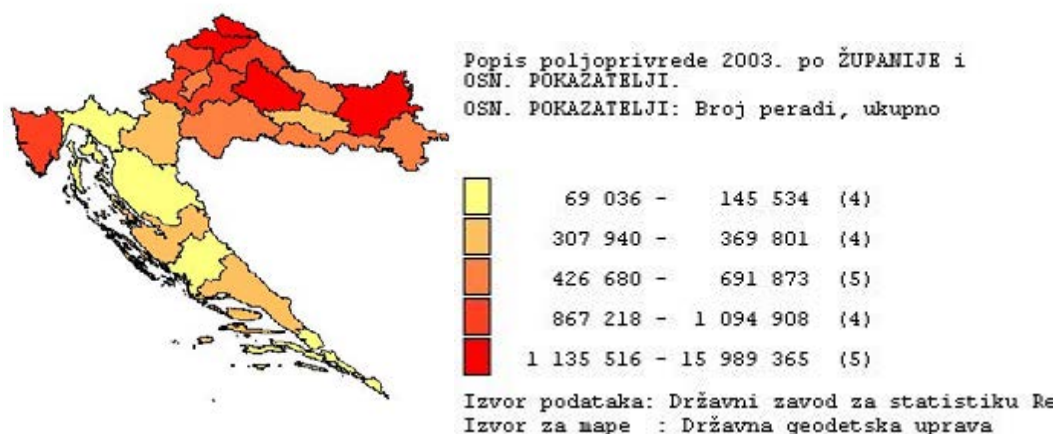 Popis poljoprivrede 2003. po ŽUPANIJE i
OSN. POKAZATELJI.
OSN. POKAZATELJI: Broj peradi, ukupno
69 036 - 145 534 (4)
307 940 - 369 801 (4)
426 680 - 691 873 (5)
867 218 - 1 094 908 (4)
1 135 516 - 15 989 365 (5)
Izvor podataka: Državni zavod za statistiku Re
Izvor za mape : Državna geodetska uprava